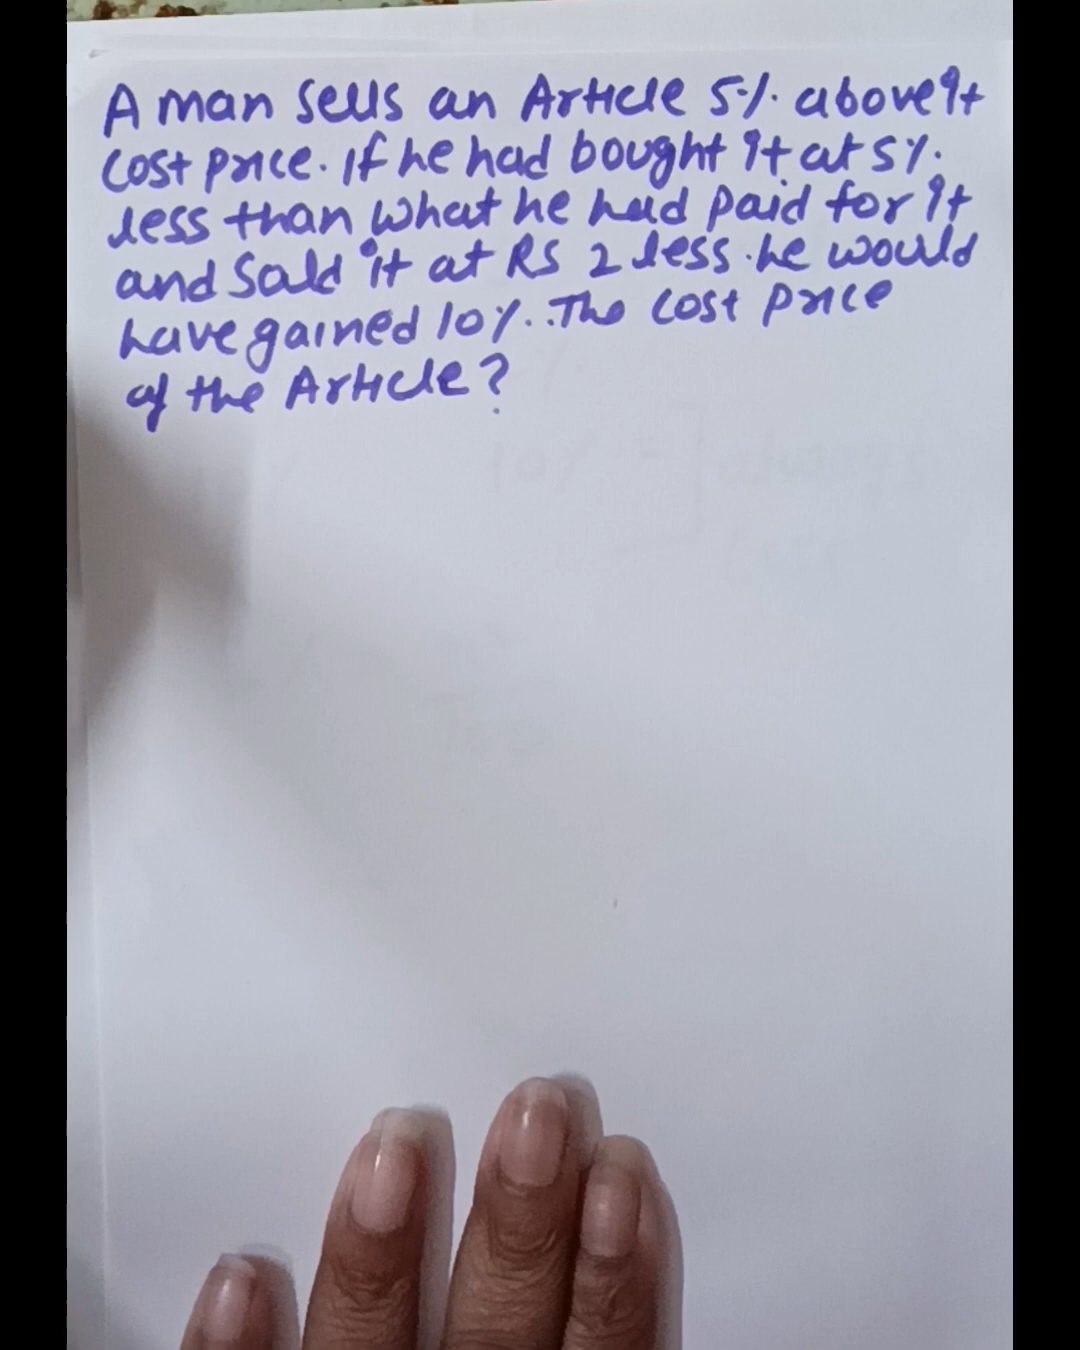 A man sells an Article 5%. above it
cost price. If he had bought it at 5%.
less than what he had paid for it
and Sold it at RS 2 less. he would
have gained 10%. The cost price
of the Article?